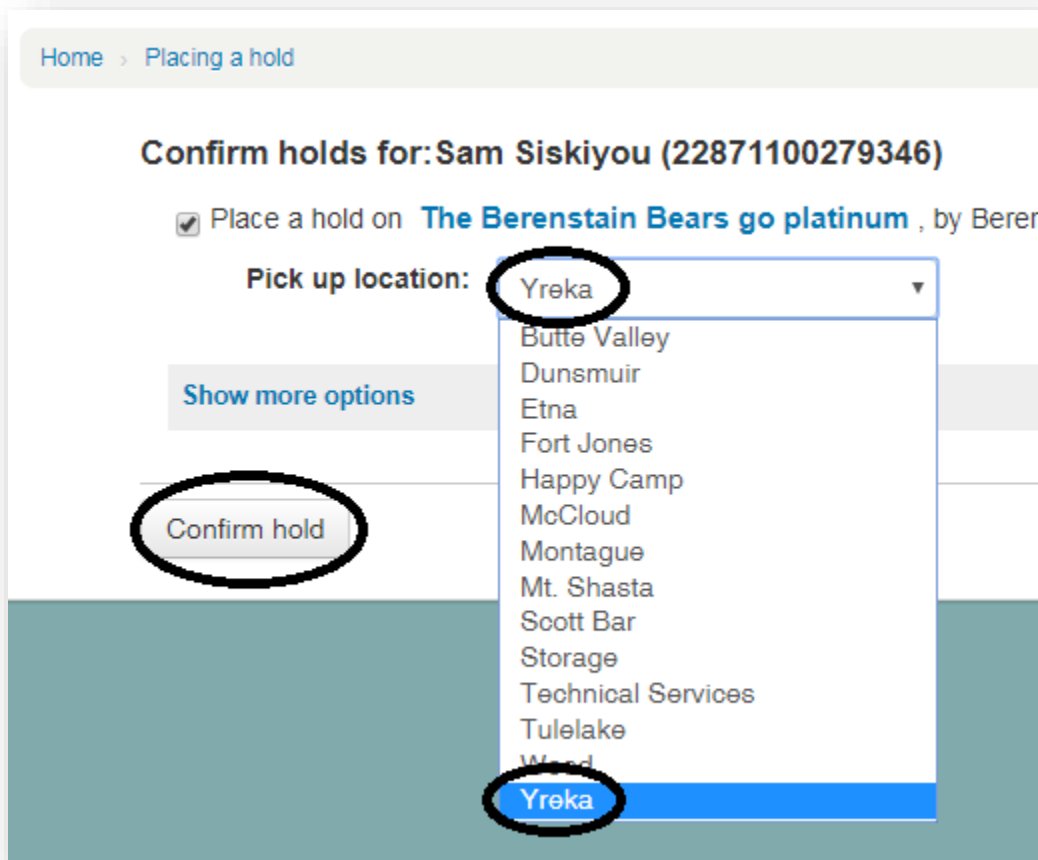 Home › Placing a hold
Confirm holds for:Sam Siskiyou (22871100279346)
Place a hold on The Berenstain Bears go platinum , by Beren
Pick up location: Yreka
Butte Valley
Dunsmuir
Show more options
Etna
Fort Jones
Happy Camp
McCloud
Confirm hold
Montague
Mt. Shasta
Scott Bar
Storage
Technical Services
Tulelake
Weed
Yreka